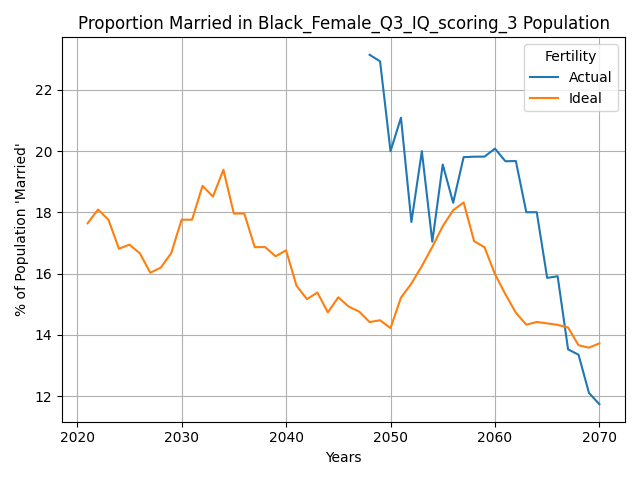 Proportion Married in Black_Female_Q3_IQ_scoring_3 Population
% of Population 'Married'
22
20
18
16
14
12
2020 2030 2040 2050 2060 2070
Years
Fertility
Actual
Ideal